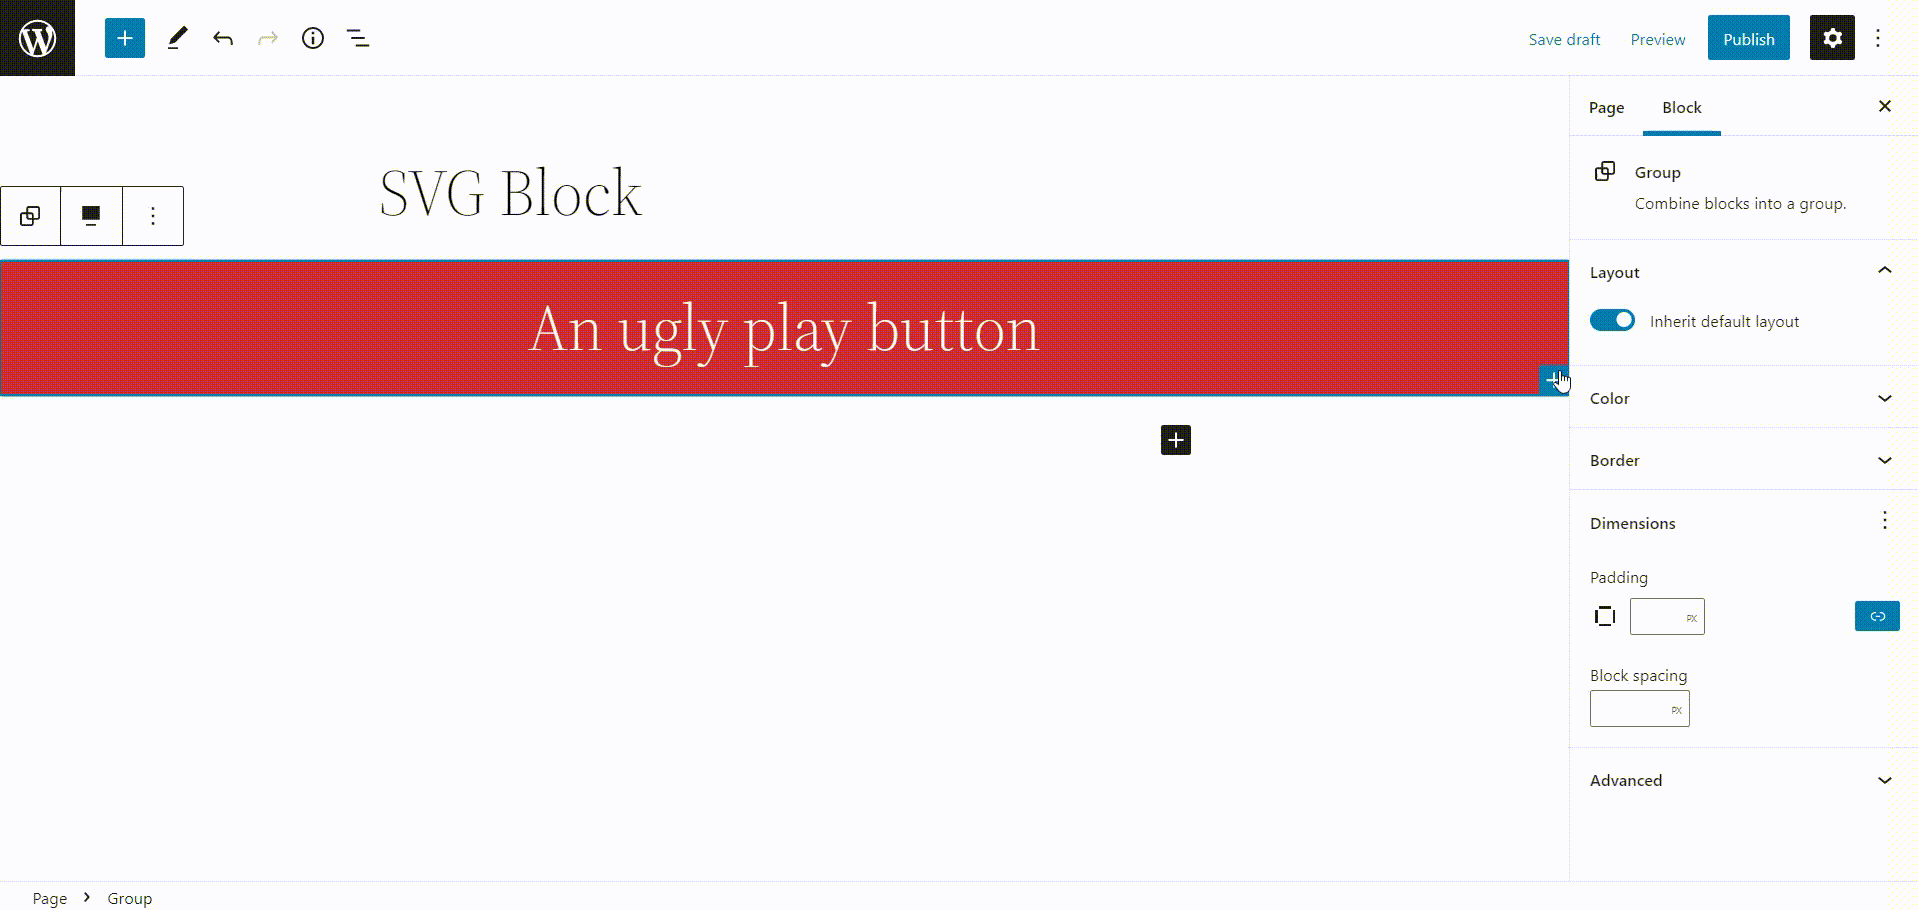 Save draft
Preview
Publish
Page
Block
SVG Block
Group
Combine blocks into a group.
Layout
Inherit default layout
An ugly play button
Color
Border
Dimensions
Padding
PX
Block spacing
PX
Advanced
Page
Group